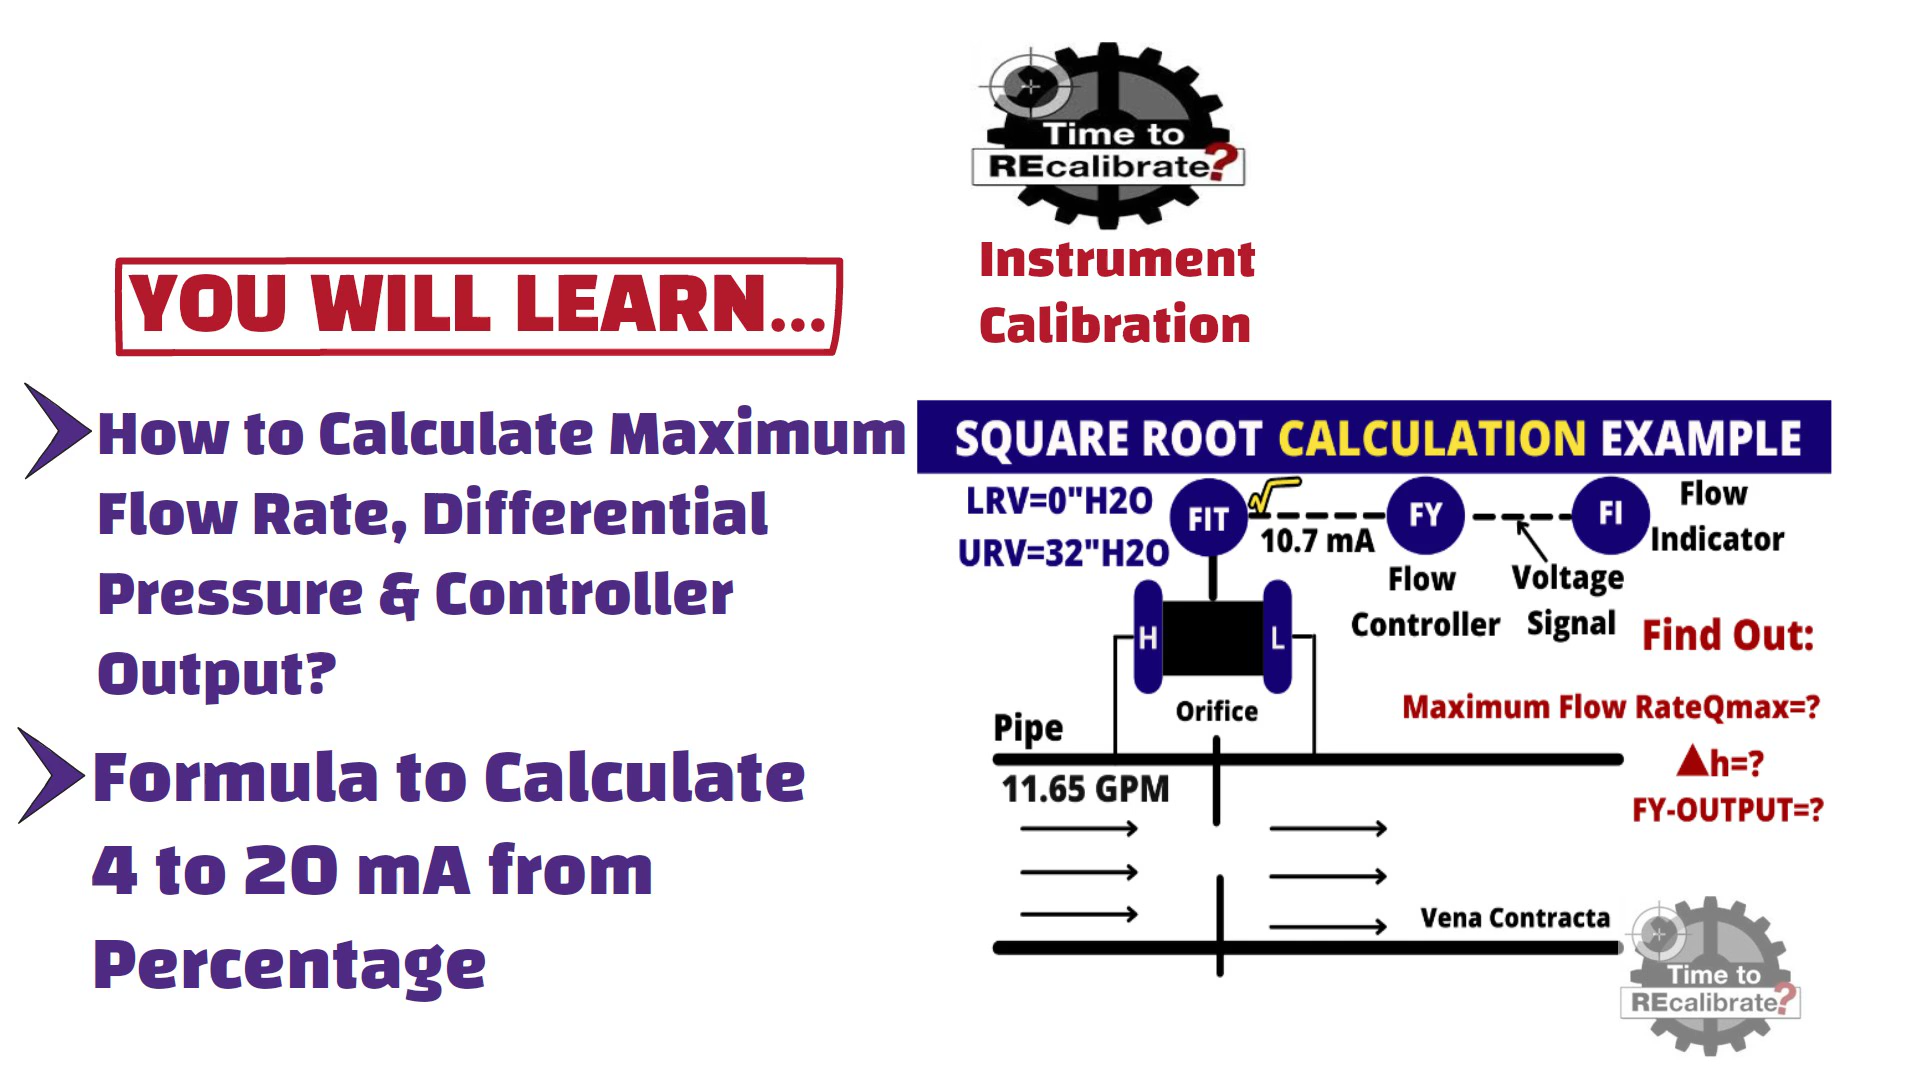 Time to
REcalibrate?
Instrument
Calibration
YOU WILL LEARN...
How to Calculate Maximum
Flow Rate, Differential
Pressure & Controller
Output?
Formula to Calculate
4 to 20 mA from
Percentage
SQUARE ROOT CALCULATION EXAMPLE
LRV=0"H2O
URV=32"H2O
FIT
√
10.7 mA
FY
Flow
Controller
Voltage
Signal
FI
Flow
Indicator
H
L
Orifice
Pipe
11.65 GPM
Find Out:
Maximum Flow RateQmax=?
▲h=?
FY-OUTPUT=?
Vena Contracta
Time to
REcalibrate?